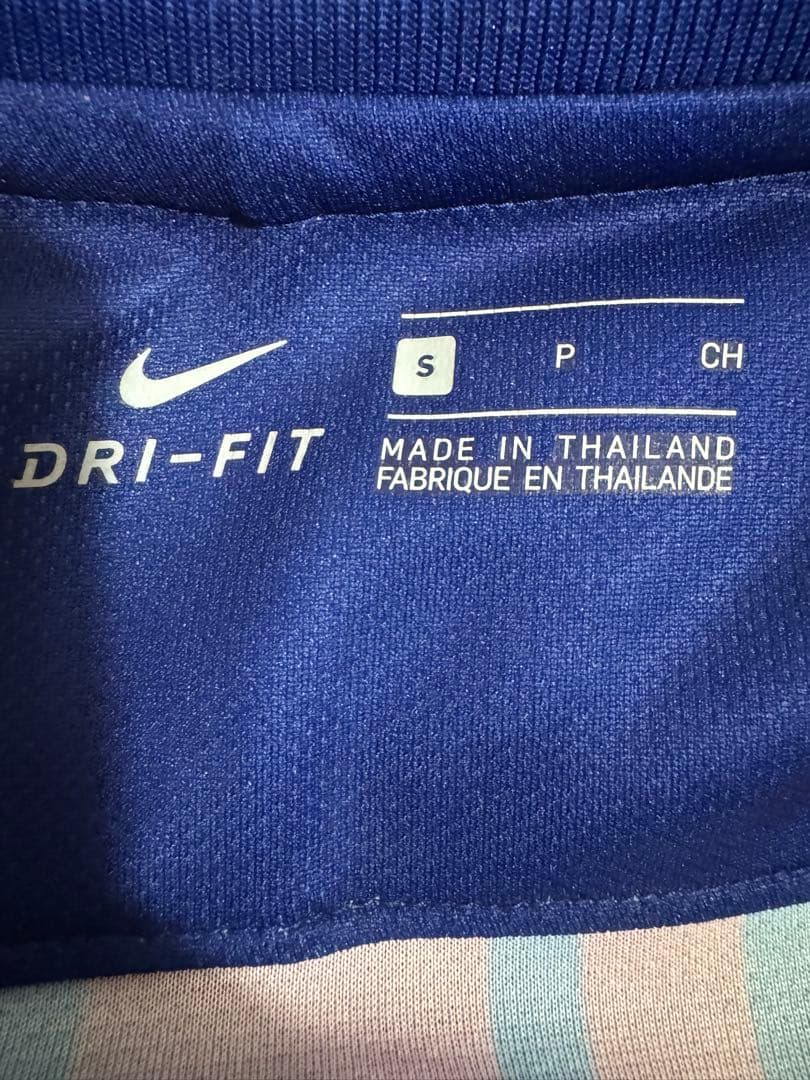 S P CH
DRI-FIT
MADE IN THAILAND
FABRIQUE EN THAILANDE